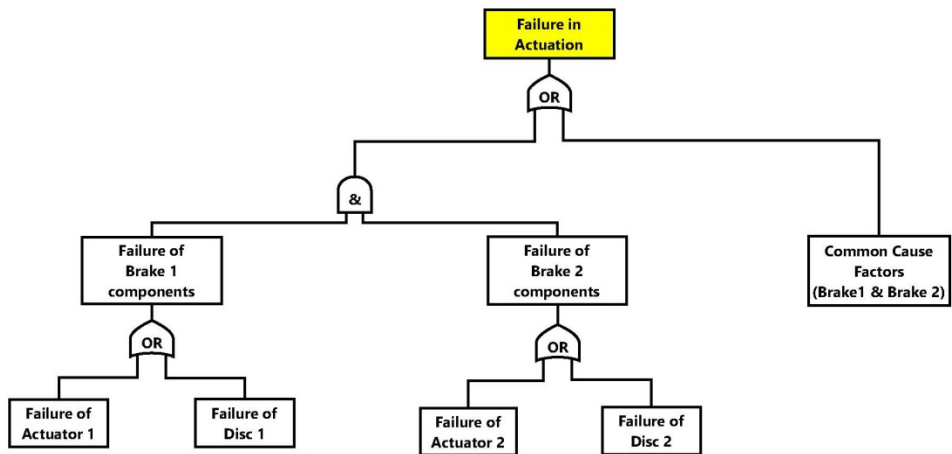 Failure in
Actuation
OR
&
Failure of
Brake 1
components
Failure of
Brake 2
components
Common Cause
Factors
(Brake1 & Brake 2)
OR
OR
Failure of
Actuator 1
Failure of
Disc 1
Failure of
Actuator 2
Failure of
Disc 2